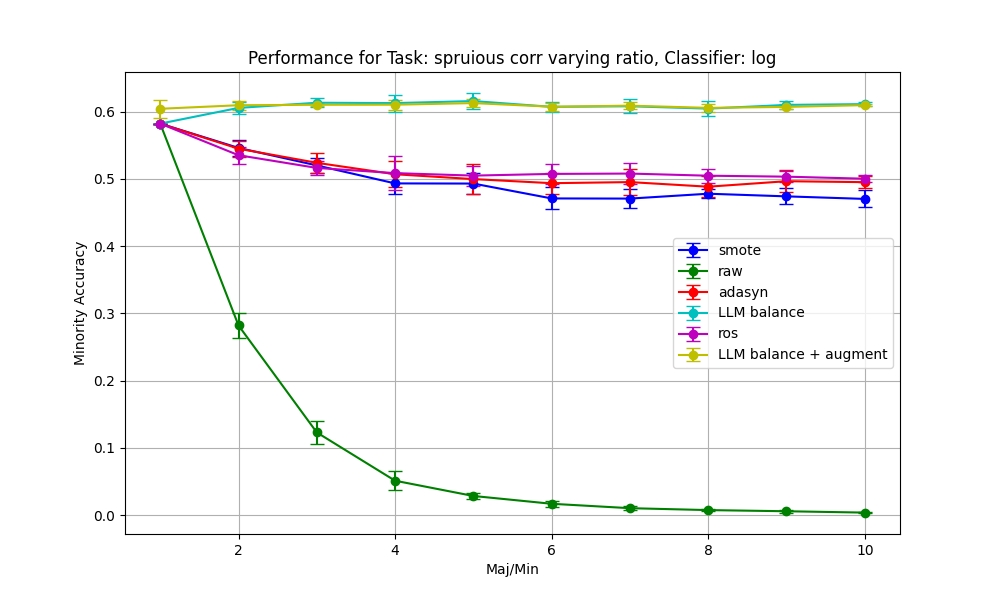 Performance for Task: spruious corr varying ratio, Classifier: log
Minority Accuracy
0.6
0.5
0.4
0.3
0.2
0.1
0.0
smote
raw
adasyn
LLM balance
ros
LLM balance + augment
2
4
6
8
10
Maj/Min